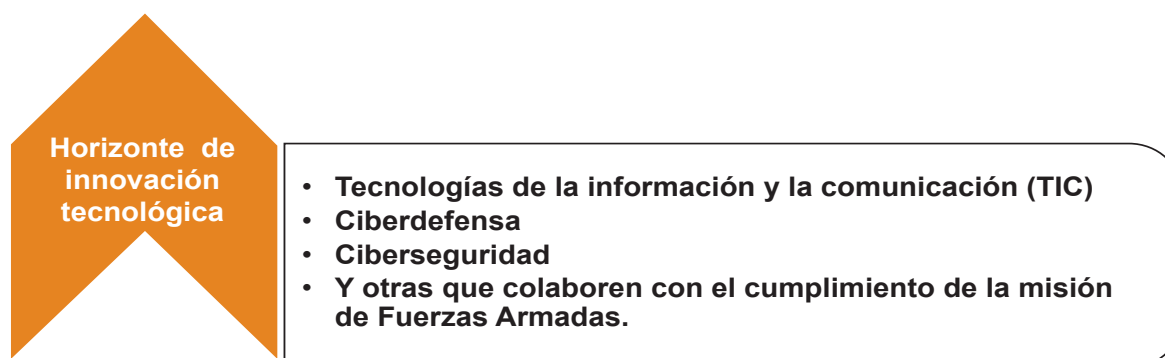 Horizonte de
innovación
tecnológica
• Tecnologías de la información y la comunicación (TIC)
• Ciberdefensa
• Ciberseguridad
• Y otras que colaboren con el cumplimiento de la misión
de Fuerzas Armadas.